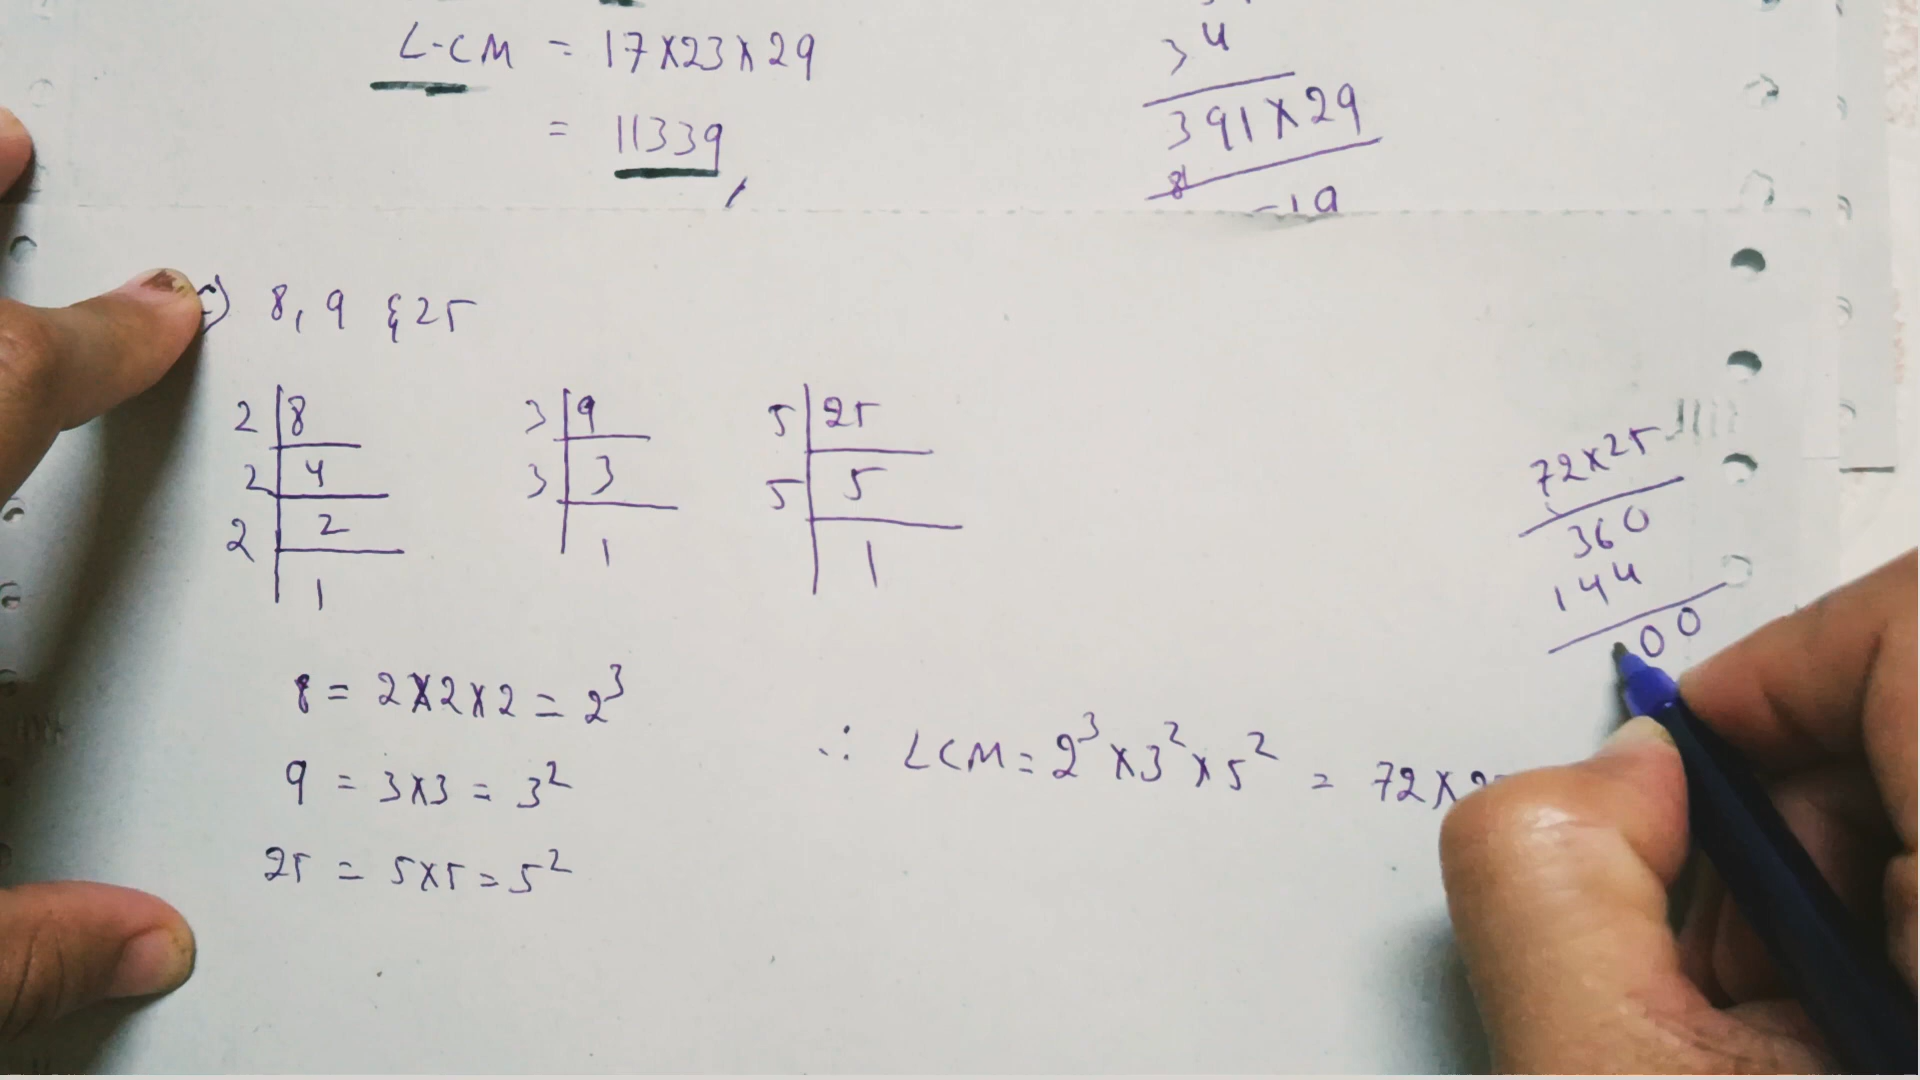 L.CM = 17×23×29
= 11339
34
391×29
8
8, 9 & 25
2 | 8
2 | 4
2 | 2
1
3 | 9
3 | 3
1
5 | 25
5 | 5
1
8 = 2×2×2 = 2³
9 = 3×3 = 3²
25 = 5×5 = 5²
∴ LCM = 2³×3²×5² = 72×
72×25
360
144
00